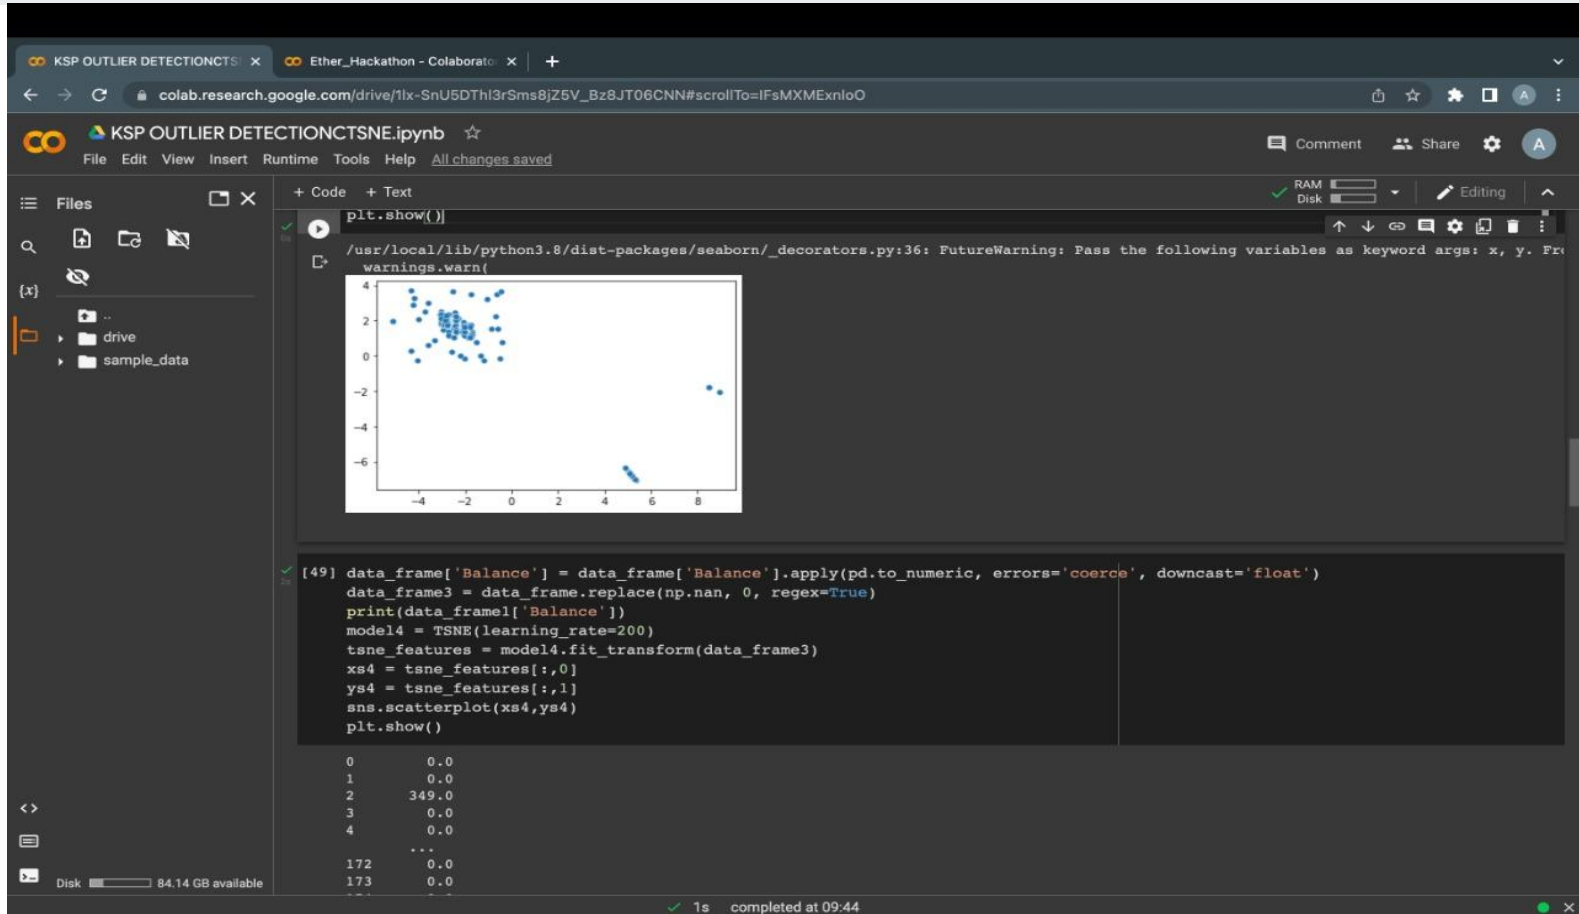 KSP OUTLIER DETECTIONCTS
Ether_Hackathon - Colaborato
colab.research.google.com/drive/1lx-SnU5DThl3rSms8jZ5V_Bz8JT06CNN#scrollTo=IFsMXMExnIoO
A
KSP OUTLIER DETECTIONCTSNE.ipynb
File Edit View Insert Runtime Tools Help All changes saved
Comment Share A
Files
+ Code + Text
RAM
Disk
Editing
{x}
..
drive
sample_data
plt.show()
/usr/local/lib/python3.8/dist-packages/seaborn/_decorators.py:36: FutureWarning: Pass the following variables as keyword args: x, y. Fr
warnings.warn(
4
2
0
−2
−4
−6
−4 −2 0 2 4 6 8
[49] data_frame['Balance'] = data_frame['Balance'].apply(pd.to_numeric, errors='coerce', downcast='float')
data_frame3 = data_frame.replace(np.nan, 0, regex=True)
print(data_frame1['Balance'])
model4 = TSNE(learning_rate=200)
tsne_features = model4.fit_transform(data_frame3)
xs4 = tsne_features[:,0]
ys4 = tsne_features[:,1]
sns.scatterplot(xs4,ys4)
plt.show()
0 0.0
1 0.0
2 349.0
3 0.0
4 0.0
...
172 0.0
173 0.0
Disk 84.14 GB available
1s completed at 09:44